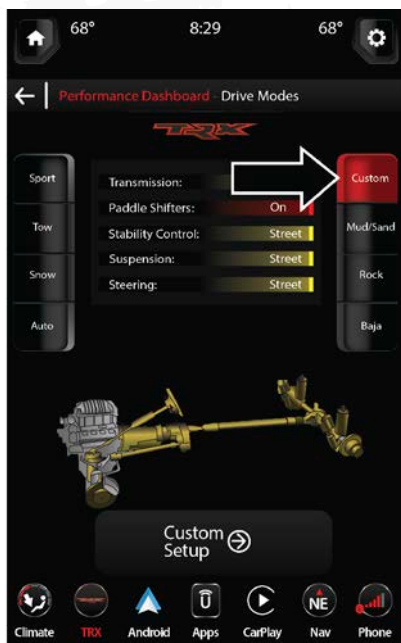 68° 8:29 68°
Performance Dashboard - Drive Modes
TRX
Sport
Tow
Snow
Auto
Transmission:
Paddle Shifters: On
Stability Control: Street
Suspension: Street
Steering: Street
Custom
Mud/Sand
Rock
Baja
Custom
Setup
NE
Climate TRX Android Apps CarPlay Nav Phone